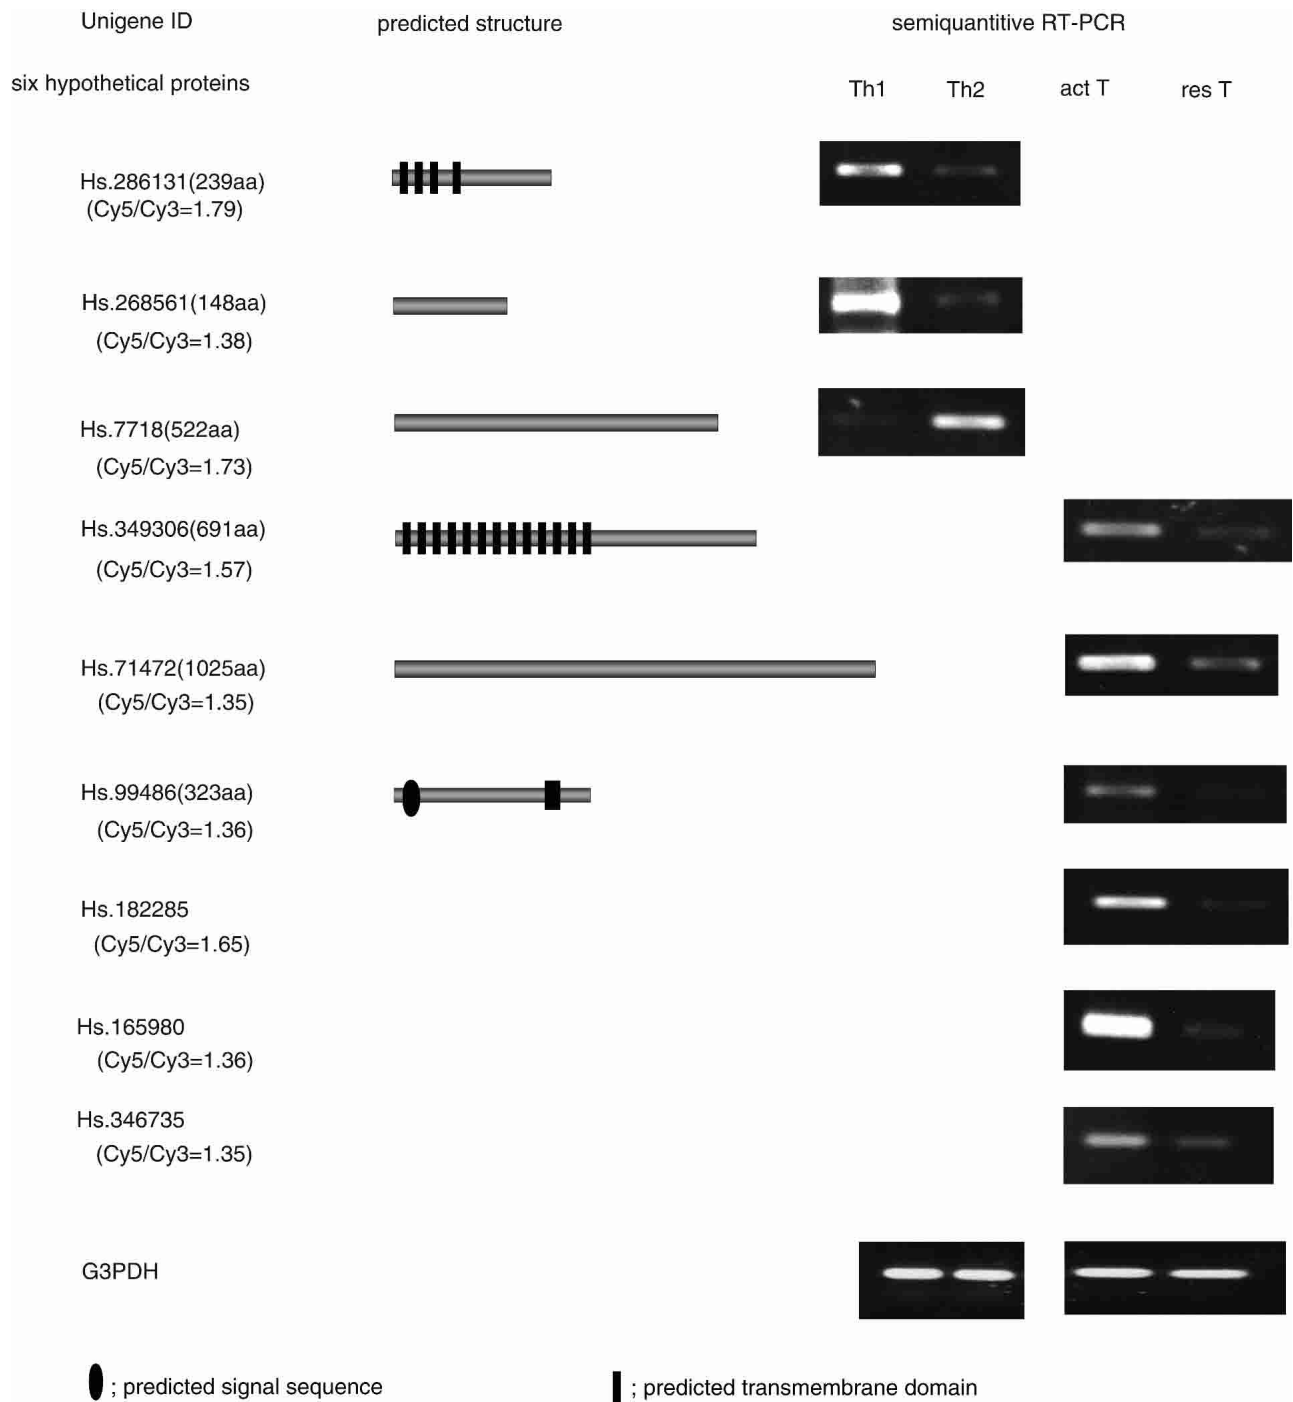 Unigene ID predicted structure semiquantitive RT-PCR
six hypothetical proteins
Th1 Th2 act T res T
Hs.286131(239aa)
(Cy5/Cy3=1.79)
Hs.268561(148aa)
(Cy5/Cy3=1.38)
Hs.7718(522aa)
(Cy5/Cy3=1.73)
Hs.349306(691aa)
(Cy5/Cy3=1.57)
Hs.71472(1025aa)
(Cy5/Cy3=1.35)
Hs.99486(323aa)
(Cy5/Cy3=1.36)
Hs.182285
(Cy5/Cy3=1.65)
Hs.165980
(Cy5/Cy3=1.36)
Hs.346735
(Cy5/Cy3=1.35)
G3PDH
; predicted signal sequence ; predicted transmembrane domain